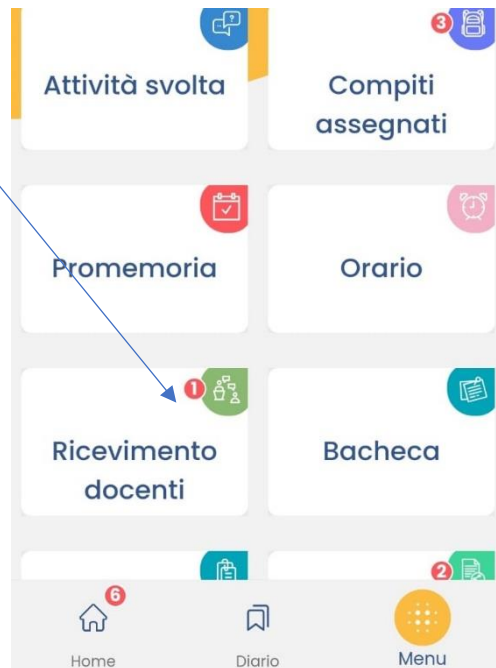 3
Attività svolta
Compiti
assegnati
Promemoria
Orario
1
Ricevimento
docenti
Bacheca
2
6
Home
Diario
Menu